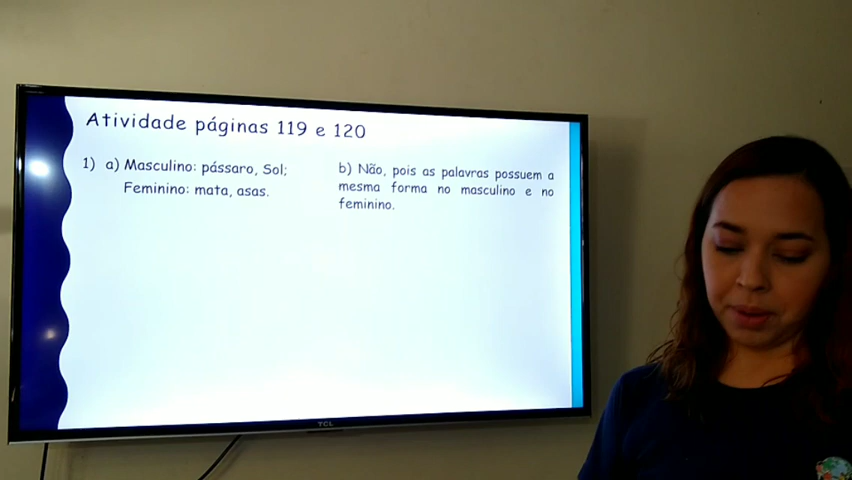 Atividade páginas 119 e 120
1) a) Masculino: pássaro, Sol;
Feminino: mata, asas.
b) Não, pois as palavras possuem a
mesma forma no masculino e no
feminino.
TCL